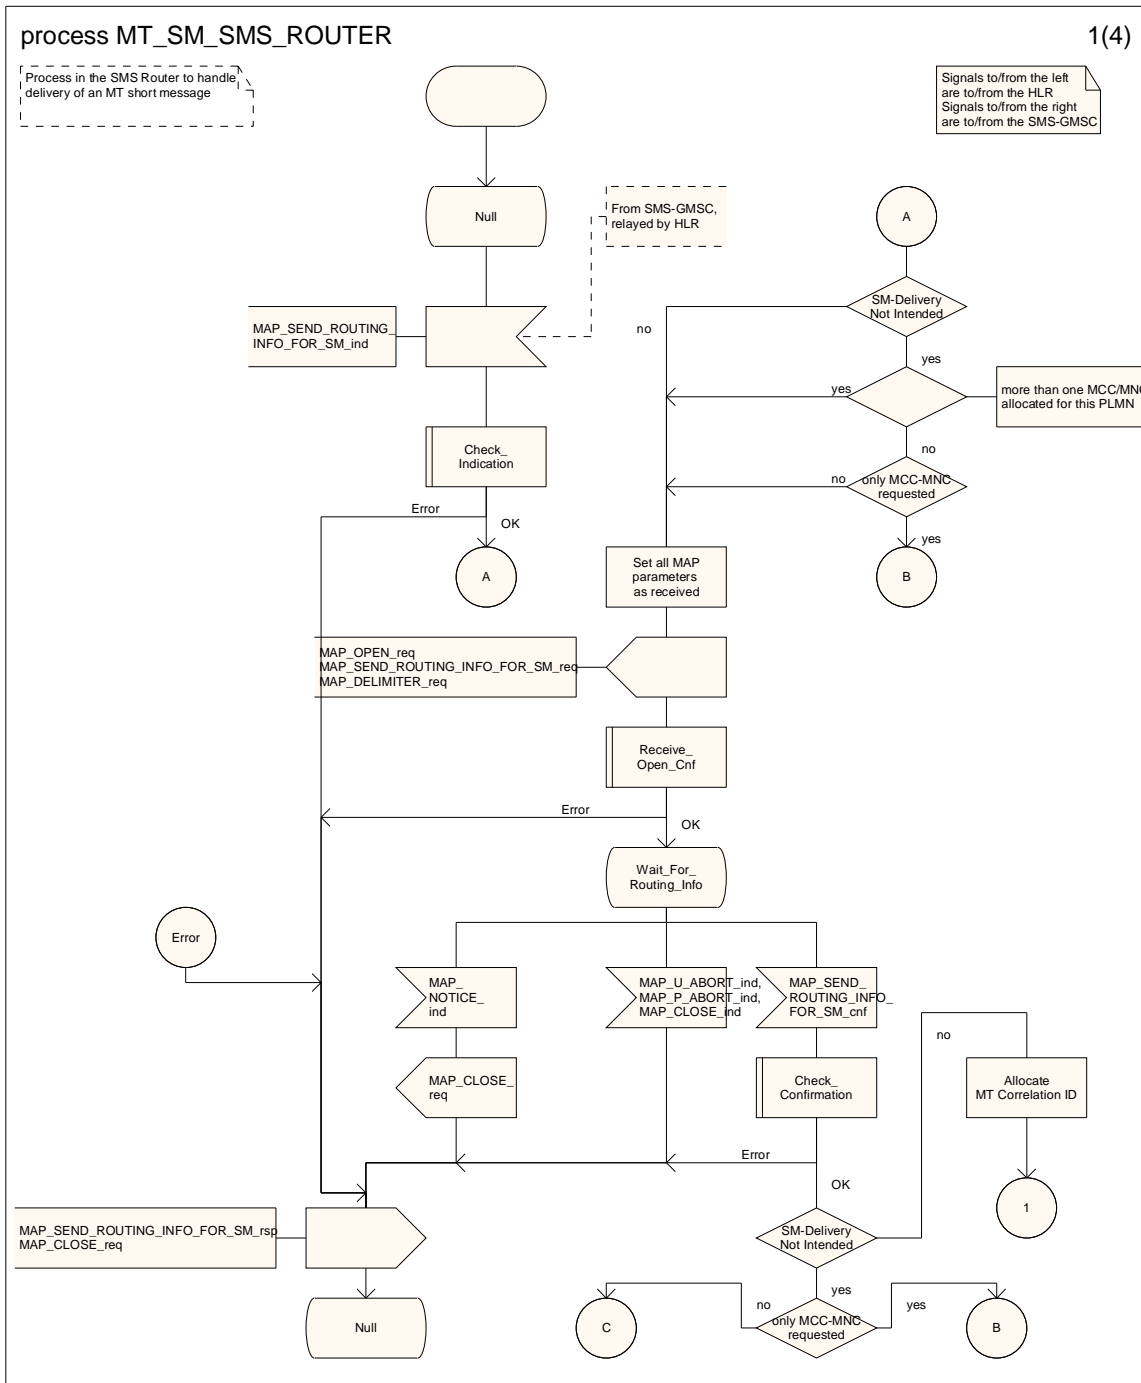 process MT_SM_SMS_ROUTER
1(4)
Process in the SMS Router to handle
delivery of an MT short message
Signals to/from the left
are to/from the HLR
Signals to/from the right
are to/from the SMS-GMSC
Null
From SMS-GMSC,
relayed by HLR
A
SM-Delivery
Not Intended
MAP_SEND_ROUTING_
INFO_FOR_SM_ind
no
yes
yes
more than one MCC/MNC
allocated for this PLMN
no
Check_
Indication
no
only MCC-MNC
requested
Error
OK
yes
A
Set all MAP
parameters
as received
B
MAP_OPEN_req
MAP_SEND_ROUTING_INFO_FOR_SM_req
MAP_DELIMITER_req
Receive_
Open_Cnf
Error
OK
Wait_For_
Routing_Info
Error
MAP_
NOTICE_
ind
MAP_U_ABORT_ind,
MAP_P_ABORT_ind,
MAP_CLOSE_ind
MAP_SEND_
ROUTING_INFO_
FOR_SM_cnf
no
MAP_CLOSE_
req
Check_
Confirmation
Allocate
MT Correlation ID
Error
OK
1
MAP_SEND_ROUTING_INFO_FOR_SM_rsp
MAP_CLOSE_req
SM-Delivery
Not Intended
yes
no
yes
Null
C
only MCC-MNC
requested
B